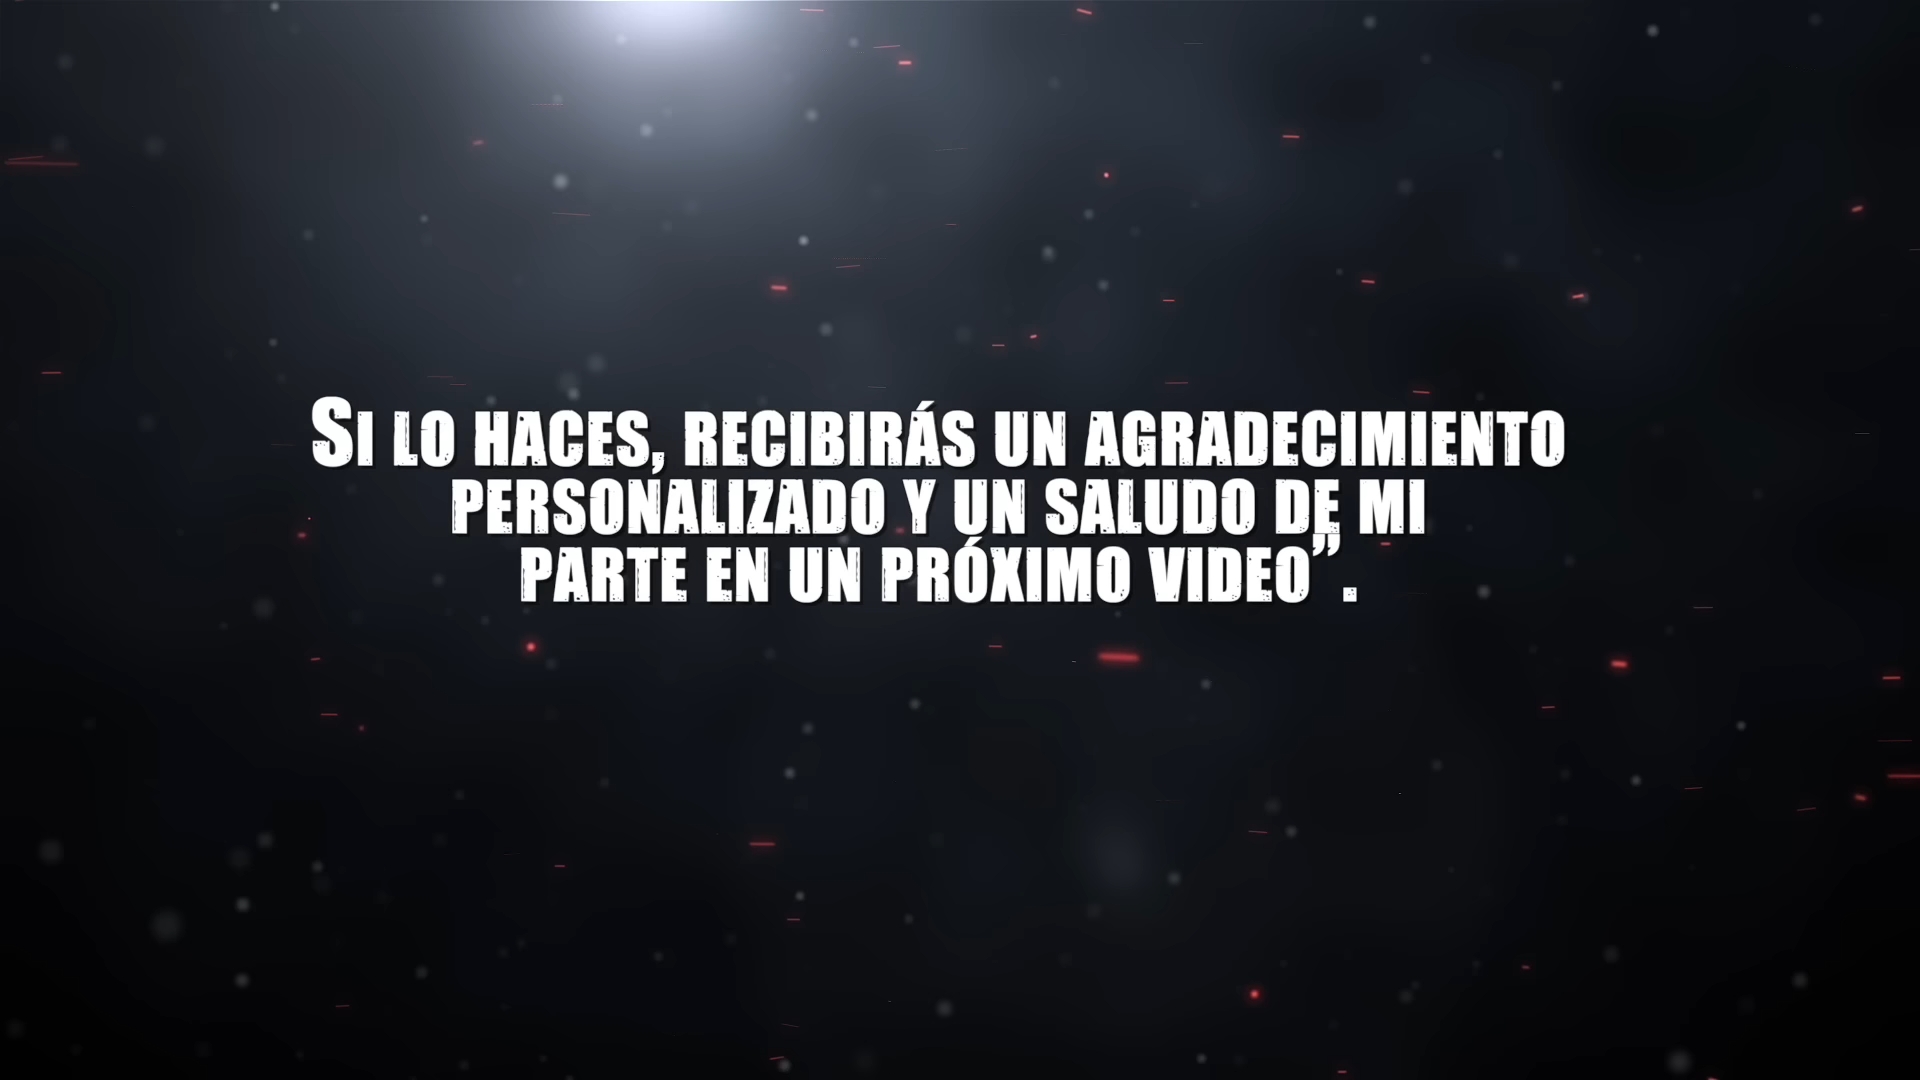 Si lo haces, recibirás un agradecimiento
personalizado y un saludo de mi
parte en un próximo video”.